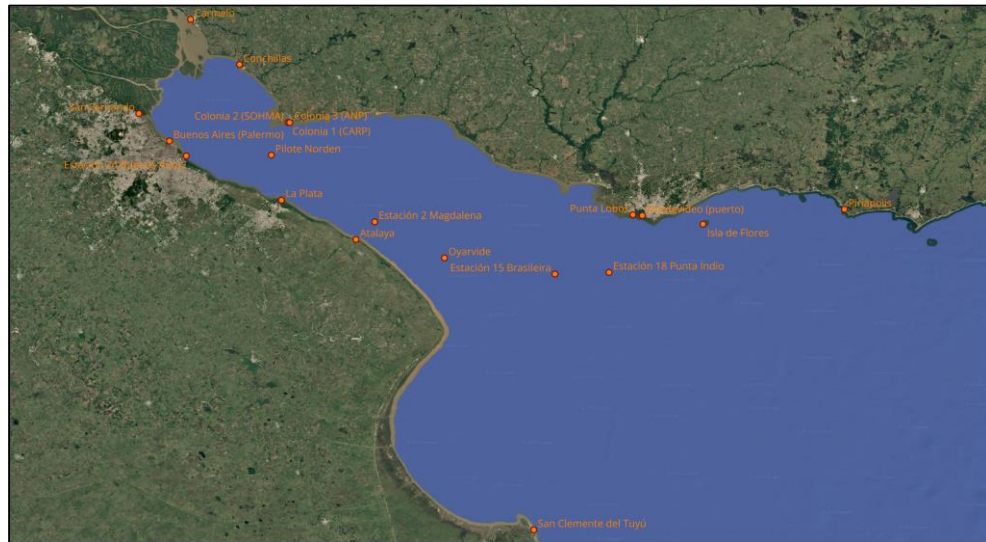 Carmelo
Conchillas
San Fernando
Colonia 2 (SOHMA)
Colonia 3 (ANP)
Colonia 1 (CARP)
Buenos Aires (Palermo)
Pilote Norden
La Plata
Estación 2 Magdalena
Atalaya
Punta Lobos
Montevideo (puerto)
Piriápolis
Isla de Flores
Oyarvide
Estación 15 Brasileira
Estación 18 Punta Indio
San Clemente del Tuyú